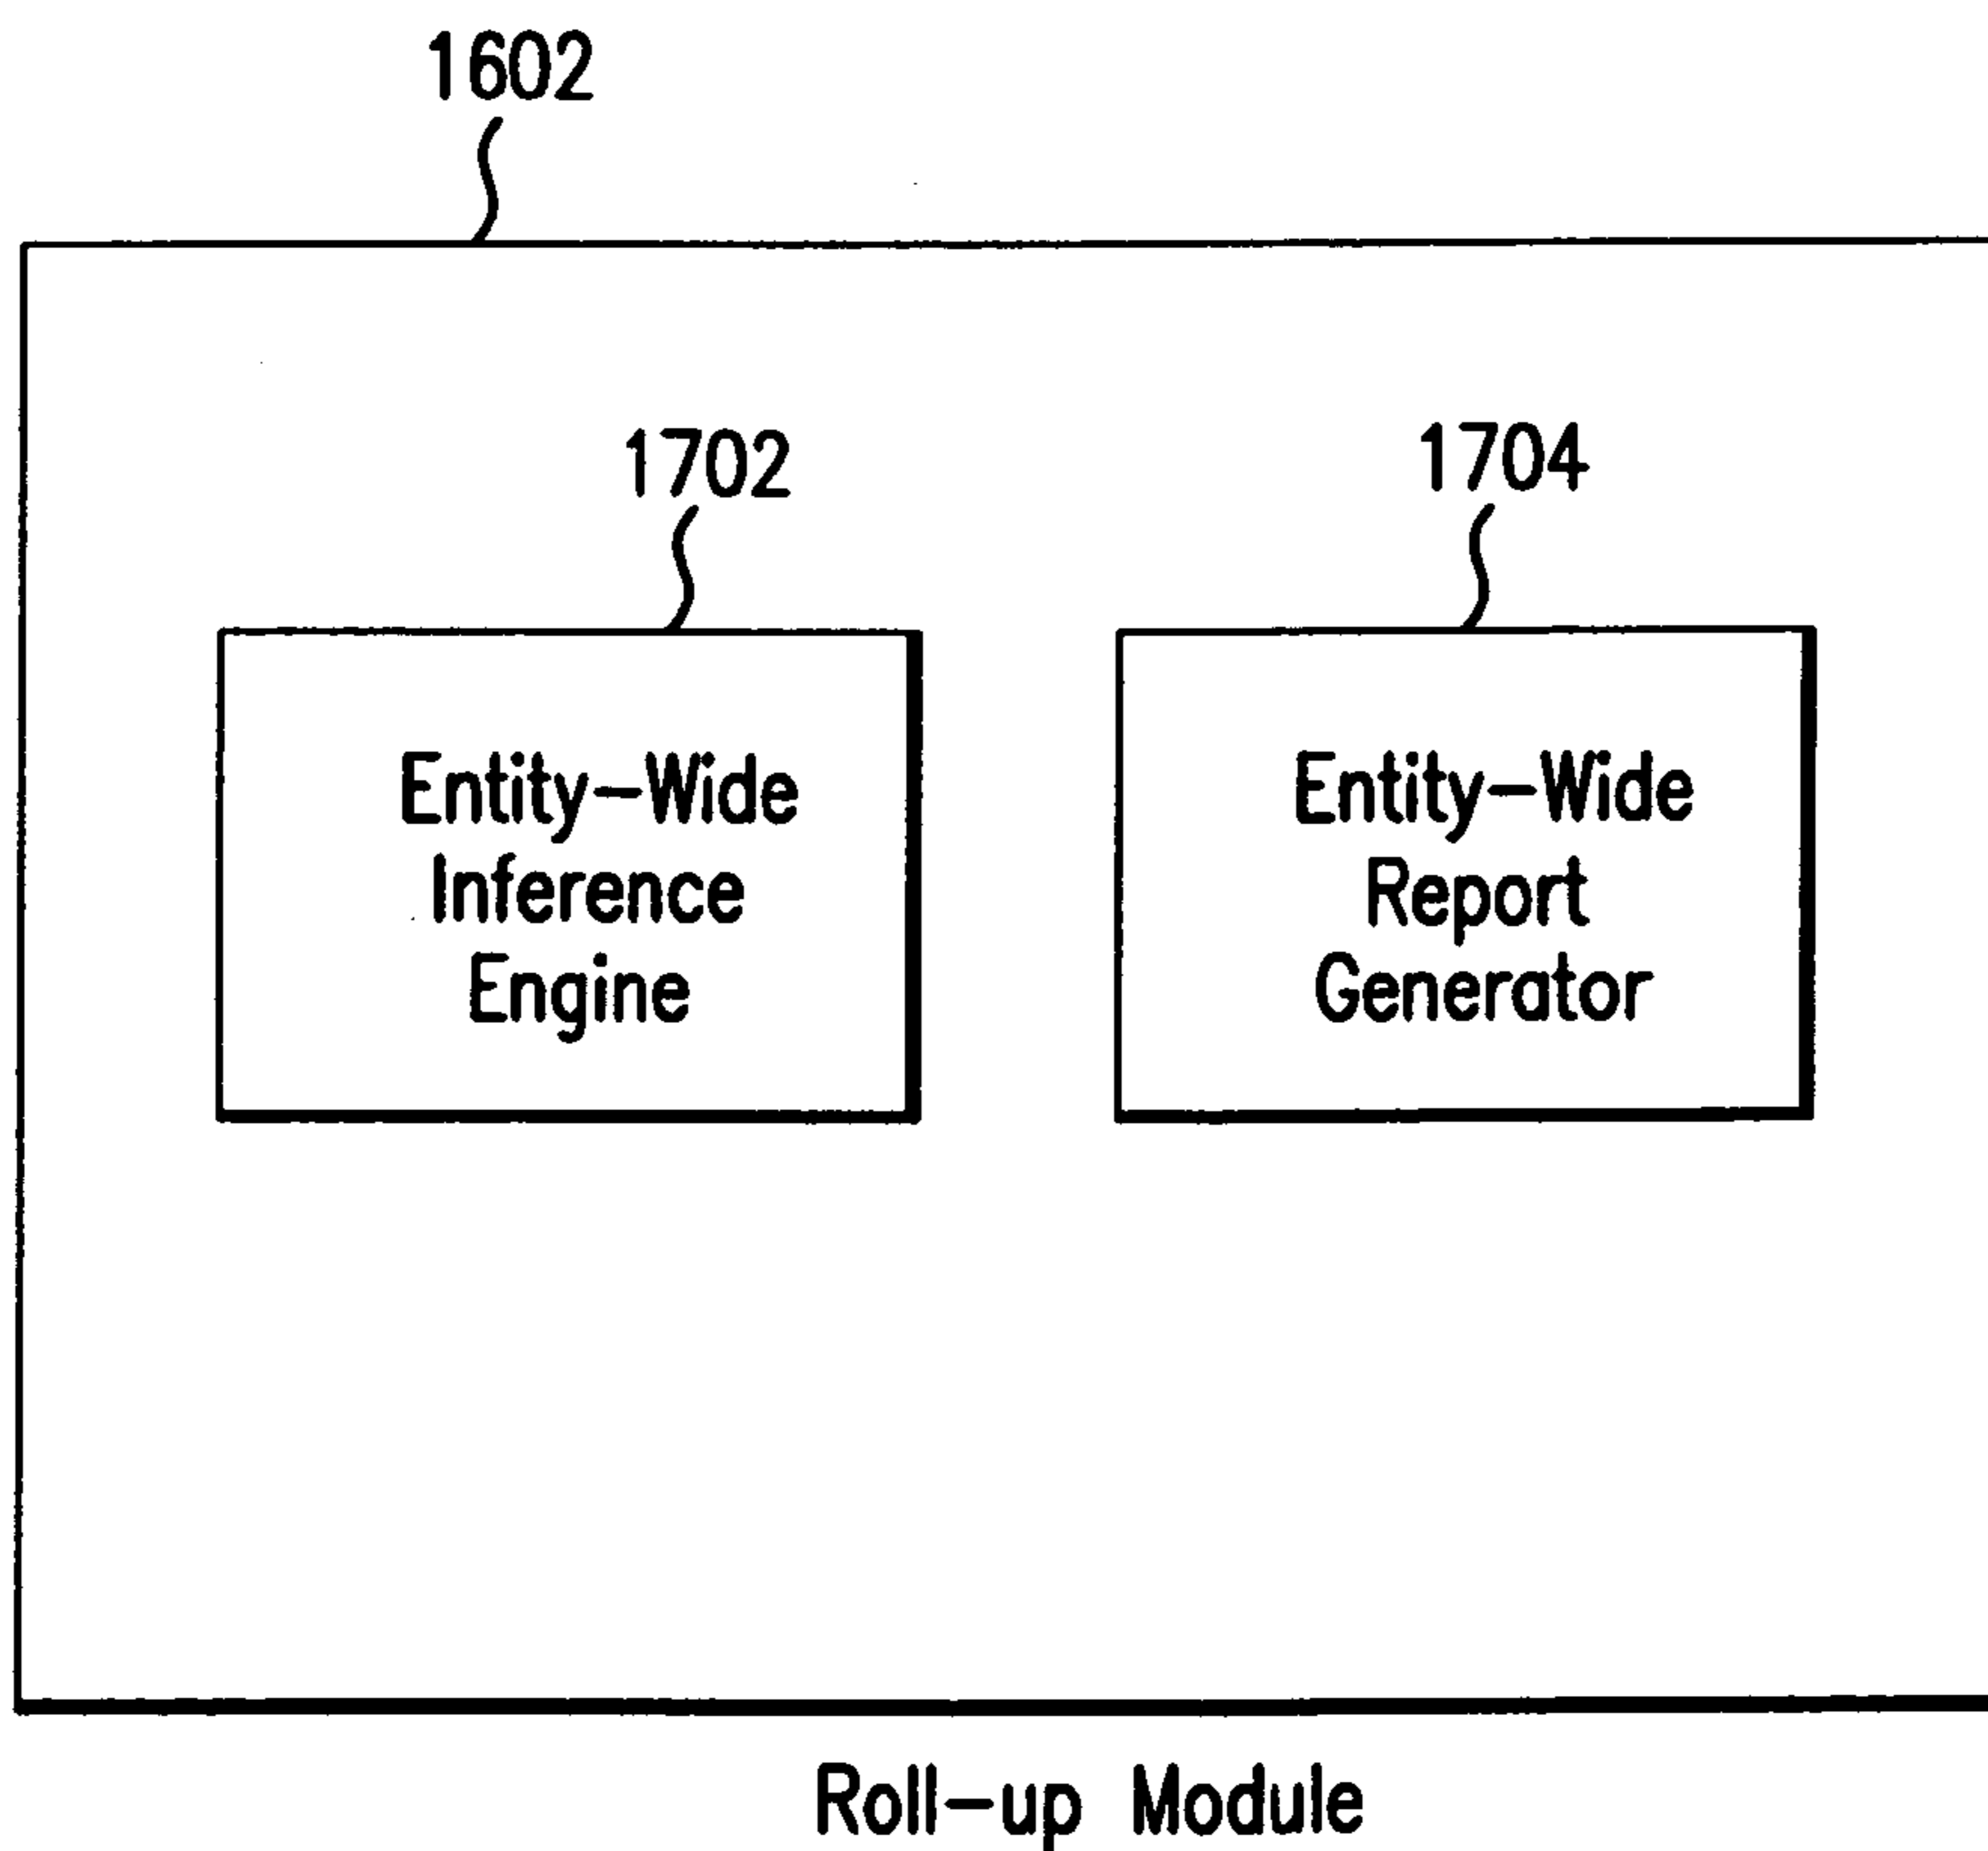 1602
1702
1704
Entity-Wide
Inference
Engine
Entity-Wide
Report
Generator
Roll-up Module